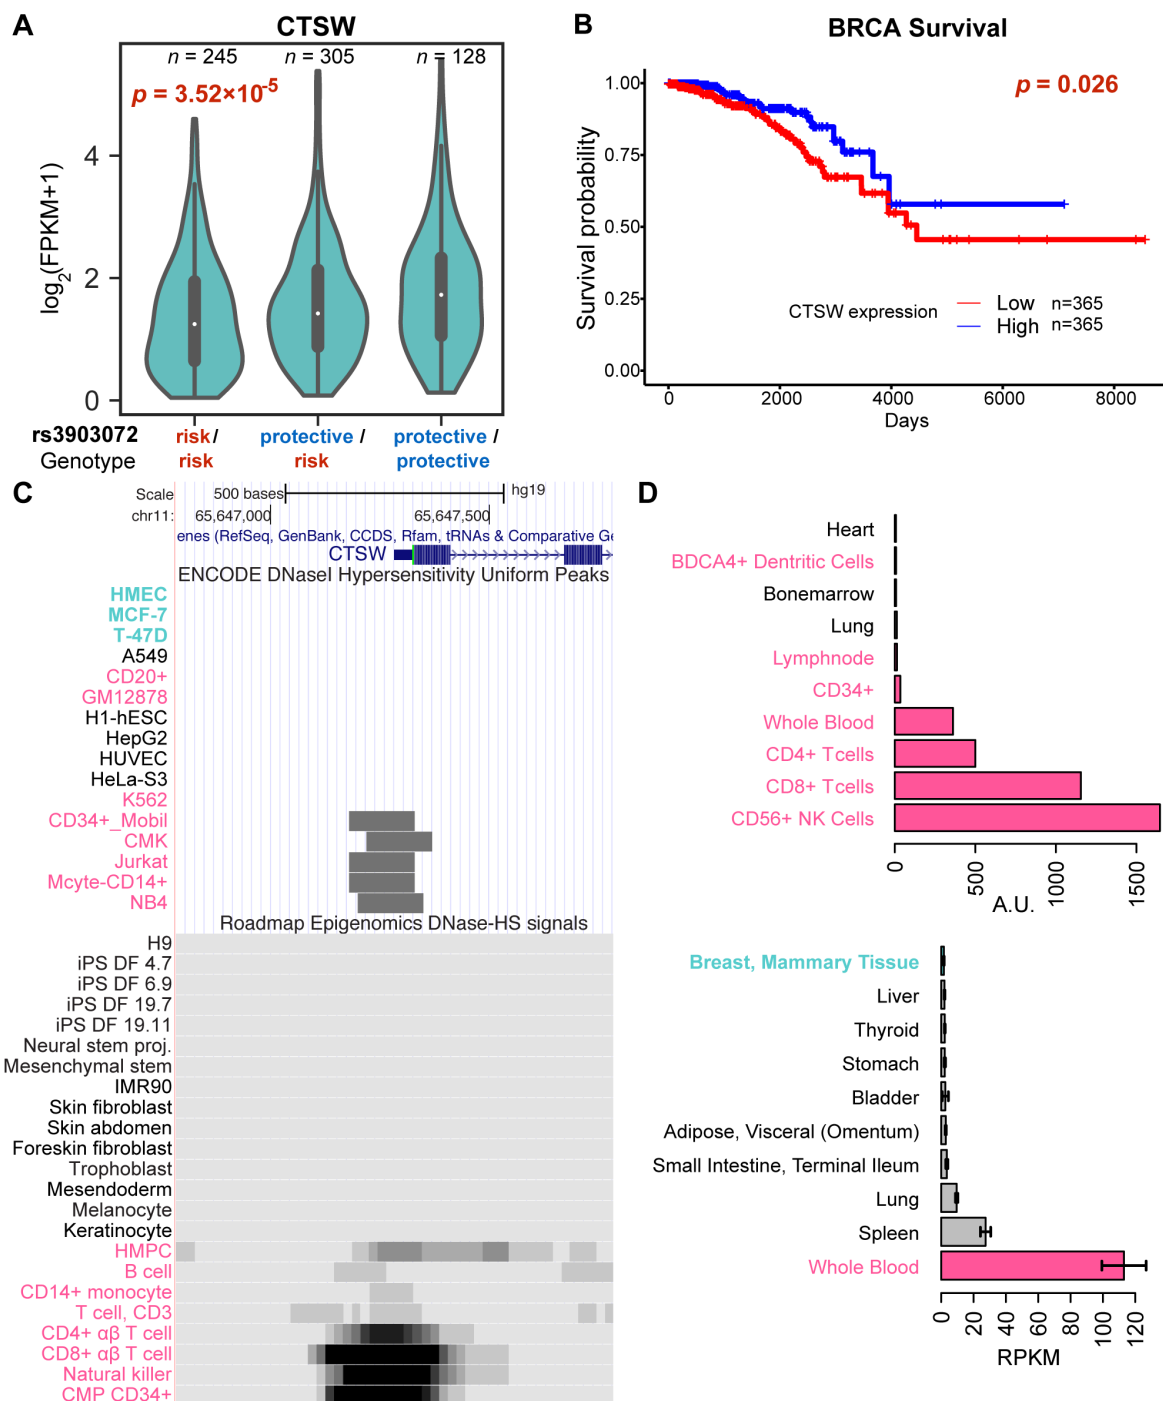 A
CTSW
n = 245
n = 305
n = 128
p = 3.52×10-5
log2(FPKM+1)
4
2
0
rs3903072
Genotype
risk/
risk
protective /
risk
protective /
protective
B
BRCA Survival
p = 0.026
Survival probability
1.00
0.75
0.50
0.25
0.00
CTSW expression
Low n=365
High n=365
0 2000 4000 6000 8000
Days
C
Scale 500 bases hg19
chr11: 65,647,000 65,647,500
enes (RefSeq, GenBank, CCDS, Rfam, tRNAs & Comparative Ge
CTSW
ENCODE DNaseI Hypersensitivity Uniform Peaks
HMEC
MCF-7
T-47D
A549
CD20+
GM12878
H1-hESC
HepG2
HUVEC
HeLa-S3
K562
CD34+_Mobil
CMK
Jurkat
Mcyte-CD14+
NB4
Roadmap Epigenomics DNase-HS signals
H9
iPS DF 4.7
iPS DF 6.9
iPS DF 19.7
iPS DF 19.11
Neural stem proj.
Mesenchymal stem
IMR90
Skin fibroblast
Skin abdomen
Foreskin fibroblast
Trophoblast
Mesendoderm
Melanocyte
Keratinocyte
HMPC
B cell
CD14+ monocyte
T cell, CD3
CD4+ αβ T cell
CD8+ αβ T cell
Natural killer
CMP CD34+
D
Heart
BDCA4+ Dentritic Cells
Bonemarrow
Lung
Lymphnode
CD34+
Whole Blood
CD4+ Tcells
CD8+ Tcells
CD56+ NK Cells
0 500 1000 1500
A.U.
Breast, Mammary Tissue
Liver
Thyroid
Stomach
Bladder
Adipose, Visceral (Omentum)
Small Intestine, Terminal Ileum
Lung
Spleen
Whole Blood
0 20 40 60 80 100 120
RPKM